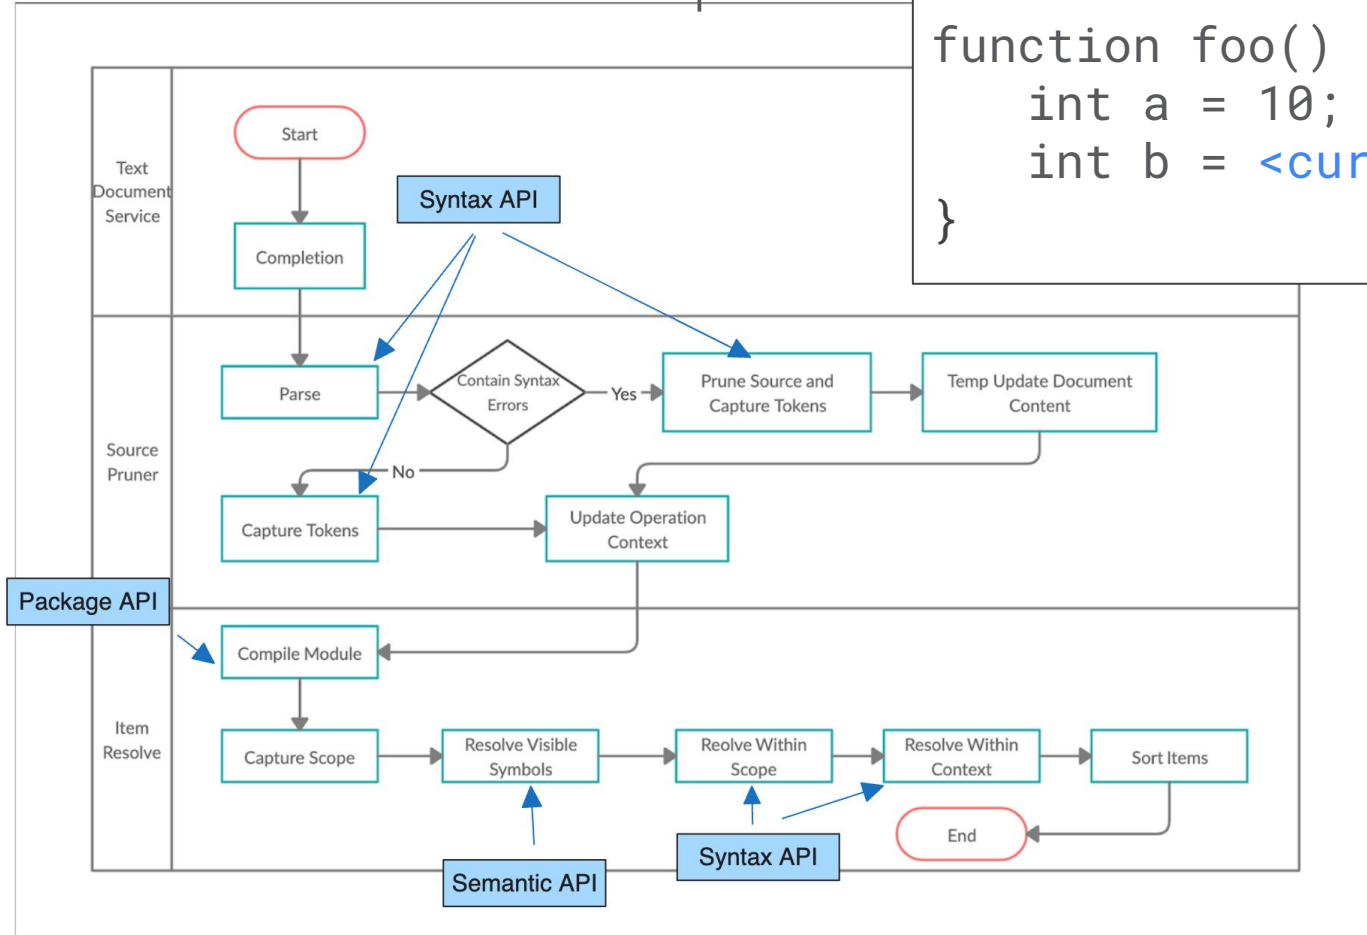 function foo()
int a = 10;
int b = <cur
}
Start
Text
Document
Service
Syntax API
Completion
Parse
Contain Syntax
Errors
Yes
Prune Source and
Capture Tokens
Temp Update Document
Content
Source
Pruner
No
Capture Tokens
Update Operation
Context
Package API
Compile Module
Item
Resolve
Capture Scope
Resolve Visible
Symbols
Reolve Within
Scope
Resolve Within
Context
Sort Items
End
Syntax API
Semantic API